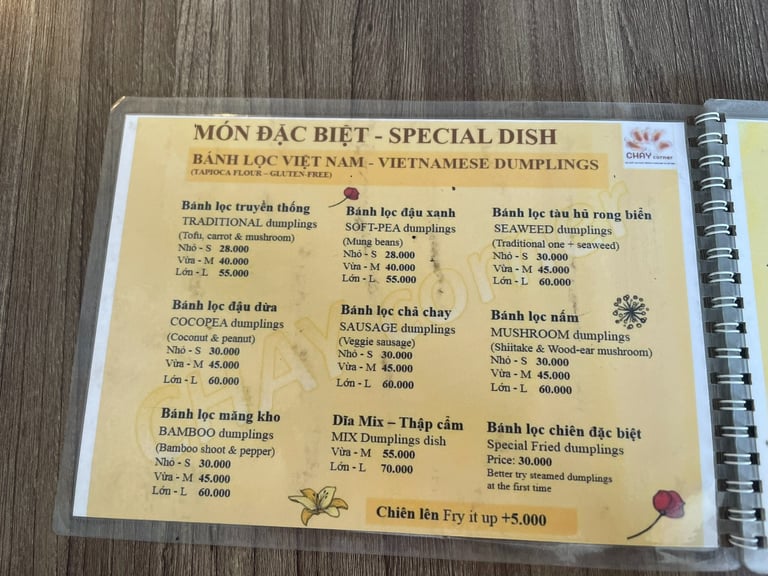 MÓN ĐẶC BIỆT - SPECIAL DISH
CHAY corner
BÁNH LỌC VIỆT NAM - VIETNAMESE DUMPLINGS
(TAPIOCA FLOUR – GLUTEN-FREE)
Bánh lọc truyền thống
TRADITIONAL dumplings
(Tofu, carrot & mushroom)
Nhỏ - S 28.000
Vừa - M 40.000
Lớn - L 55.000
Bánh lọc đậu xanh
SOFT-PEA dumplings
(Mung beans)
Nhỏ - S 28.000
Vừa - M 40.000
Lớn - L 55.000
Bánh lọc tàu hủ rong biển
SEAWEED dumplings
(Traditional one + seaweed)
Nhỏ - S 30.000
Vừa - M 45.000
Lớn - L 60.000
Bánh lọc đậu dừa
COCOPEA dumplings
(Coconut & peanut)
Nhỏ - S 30.000
Vừa - M 45.000
Lớn - L 60.000
Bánh lọc chả chay
SAUSAGE dumplings
(Veggie sausage)
Nhỏ - S 30.000
Vừa - M 45.000
Lớn - L 60.000
Bánh lọc nấm
MUSHROOM dumplings
(Shiitake & Wood-ear mushroom)
Nhỏ - S 30.000
Vừa - M 45.000
Lớn - L 60.000
Bánh lọc măng kho
BAMBOO dumplings
(Bamboo shoot & pepper)
Nhỏ - S 30.000
Vừa - M 45.000
Lớn - L 60.000
Dĩa Mix – Thập cẩm
MIX Dumplings dish
Vừa - M 55.000
Lớn - L 70.000
Bánh lọc chiên đặc biệt
Special Fried dumplings
Price: 30.000
Better try steamed dumplings
at the first time
Chiên lên Fry it up +5.000
CHAY corner